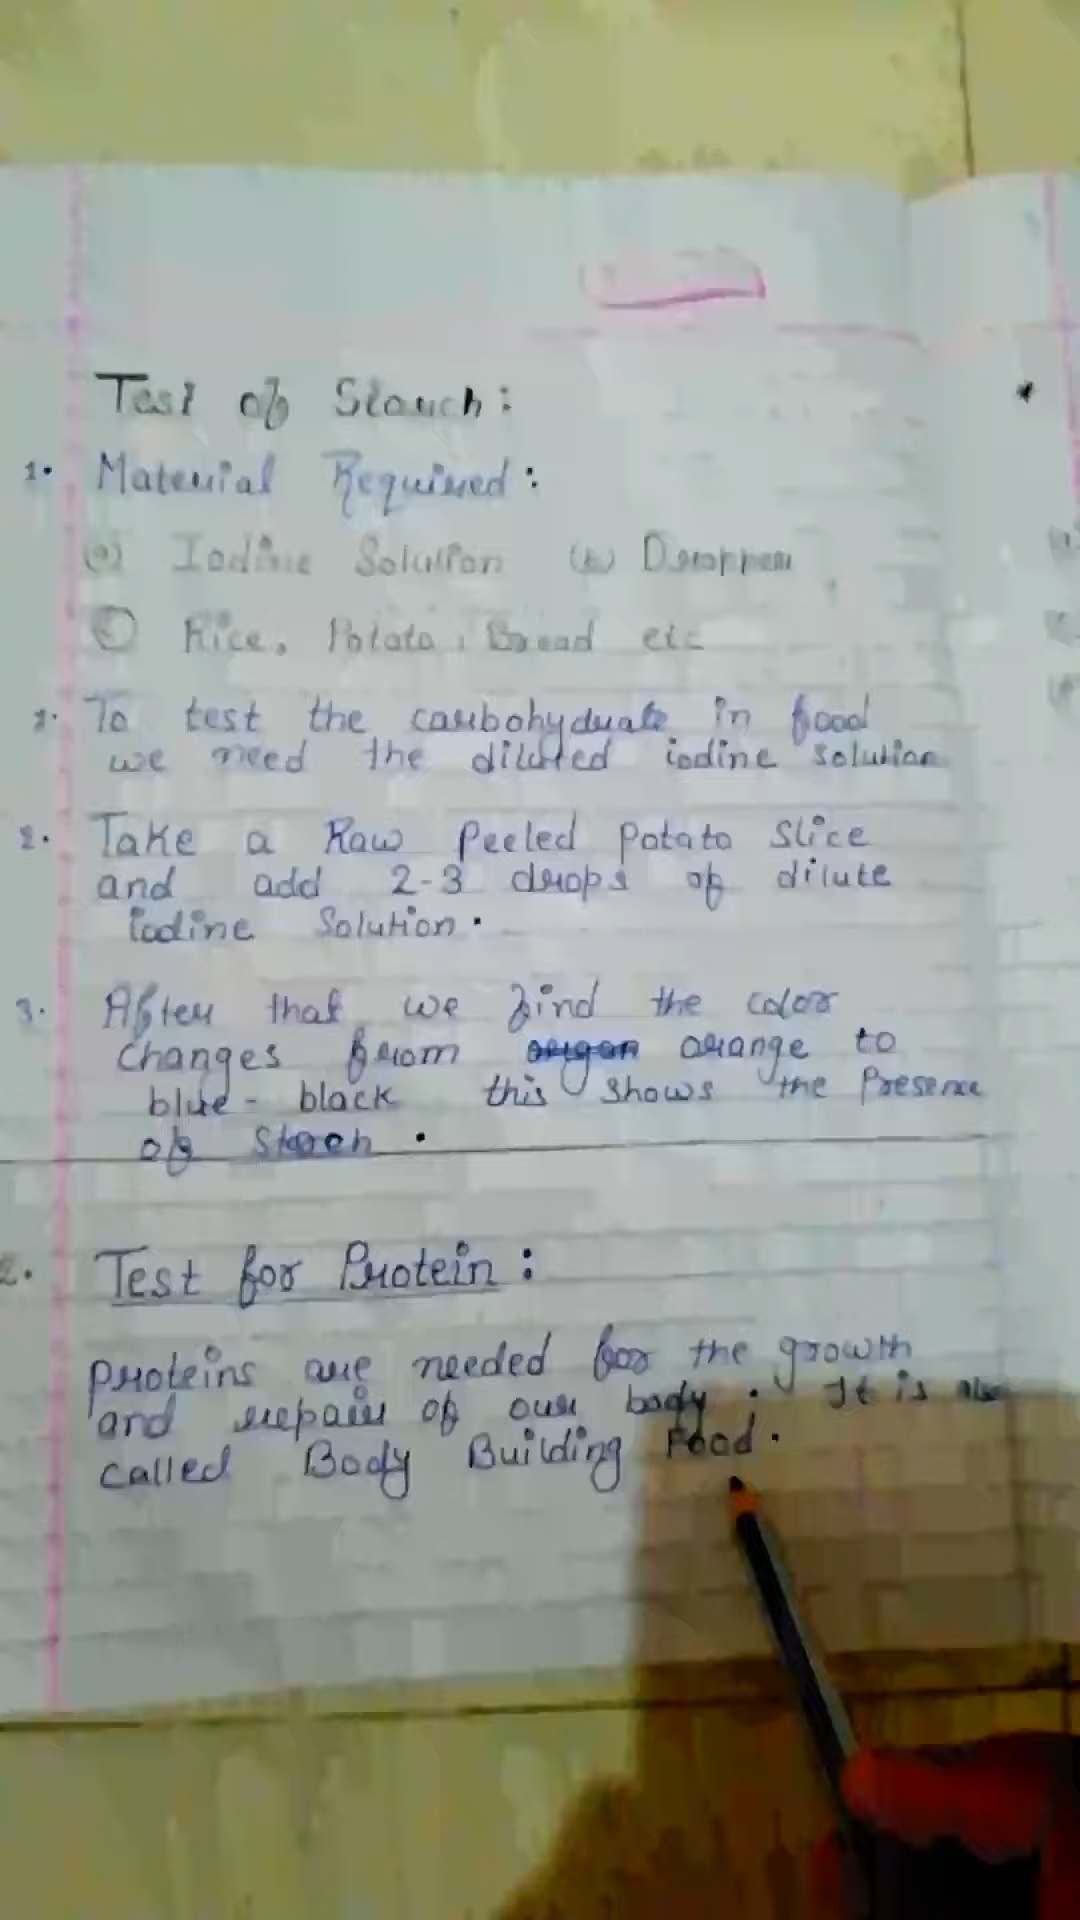 Test of Starch:
1. Material Required:
(a) Iodine Solution (b) Dropper
(c) Rice, Potato, Bread etc
1. To test the carbohydrate in food
we need the diluted iodine solution
2. Take a Raw Peeled Potato Slice
and add 2-3 drops of dilute
iodine Solution.
3. After that we find the color
changes from orange to
blue-black this shows the Presence
of Starch.
2. Test for Protein:
Proteins are needed for the growth
and repair of our body. It is also
called Body Building Food.